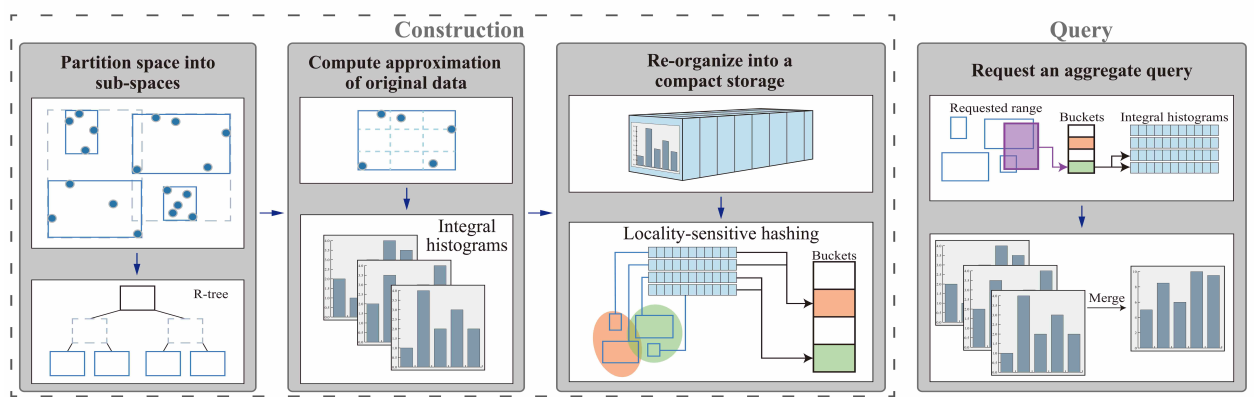 Construction
Query
Partition space into
sub-spaces
R-tree
Compute approximation
of original data
Integral
histograms
Re-organize into a
compact storage
Locality-sensitive hashing
Buckets
Request an aggregate query
Requested range
Buckets
Integral histograms
Merge